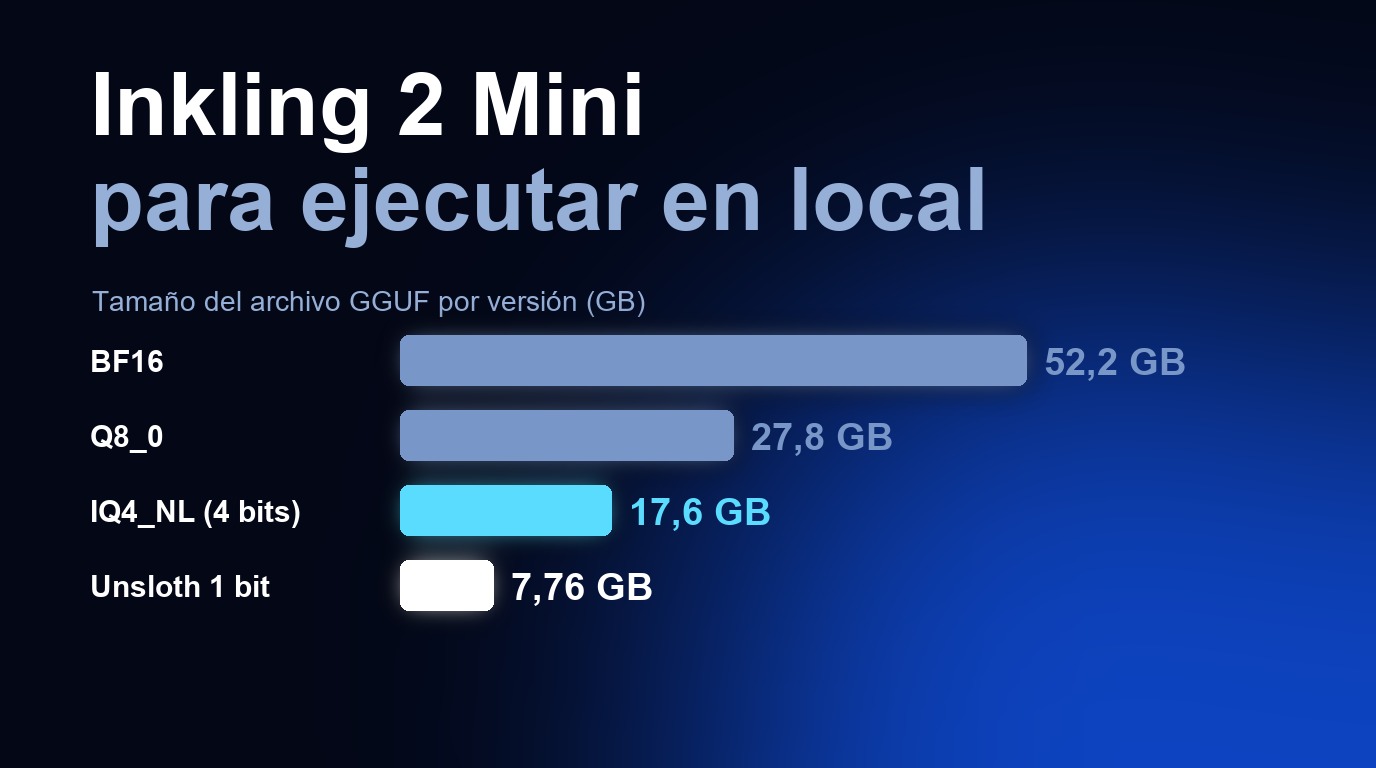 Inkling 2 Mini
para ejecutar en local
Tamaño del archivo GGUF por versión (GB)
BF16 52,2 GB
Q8_0 27,8 GB
IQ4_NL (4 bits) 17,6 GB
Unsloth 1 bit 7,76 GB